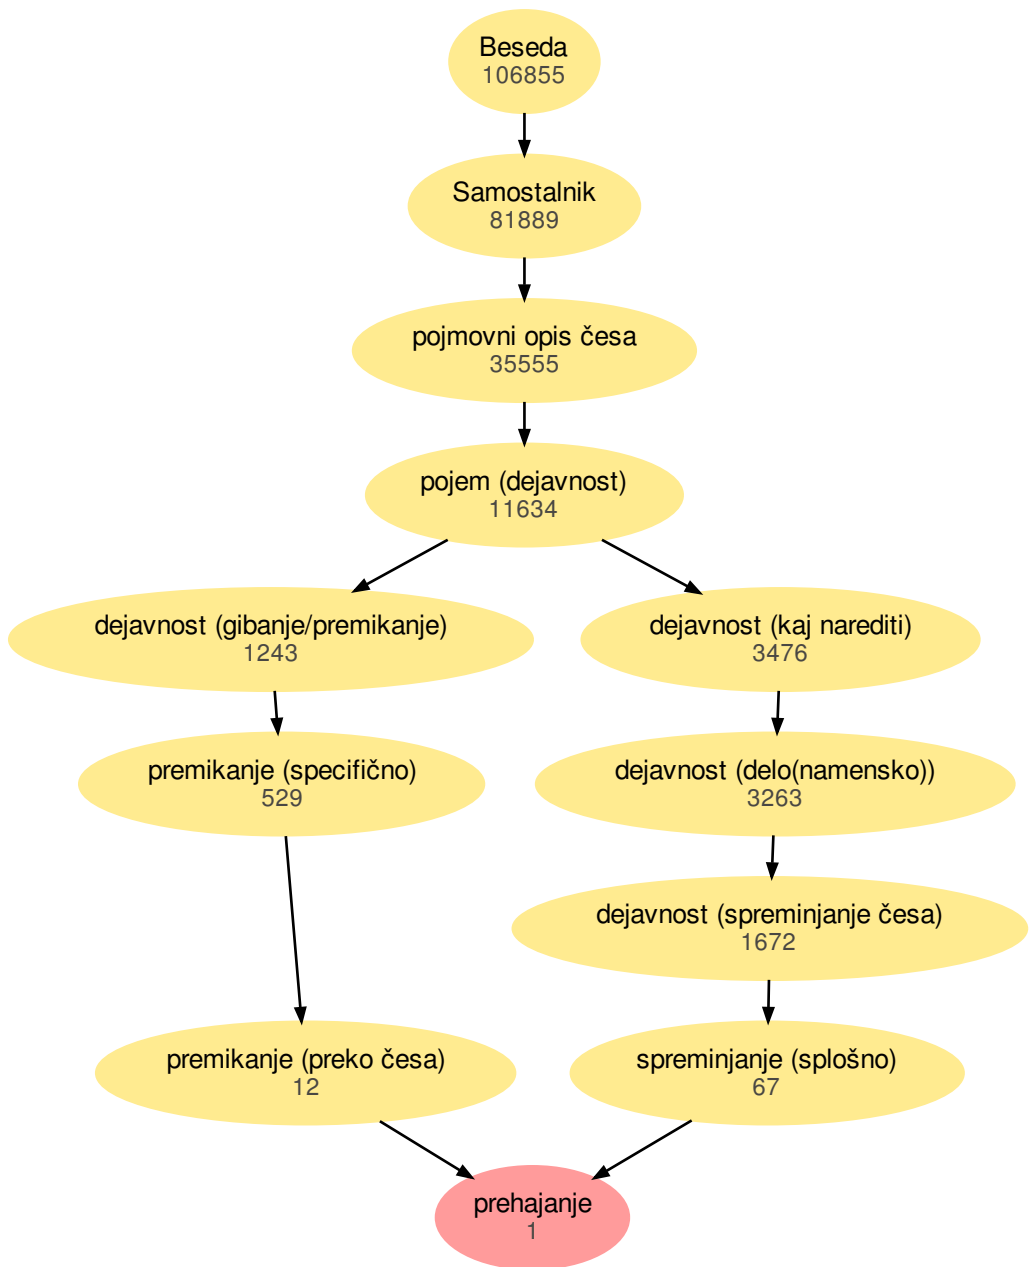 Beseda
106855
Samostalnik
81889
pojmovni opis česa
35555
pojem (dejavnost)
11634
dejavnost (gibanje/premikanje)
1243
dejavnost (kaj narediti)
3476
premikanje (specifično)
529
dejavnost (delo(namensko))
3263
dejavnost (spreminjanje česa)
1672
premikanje (preko česa)
12
spreminjanje (splošno)
67
prehajanje
1